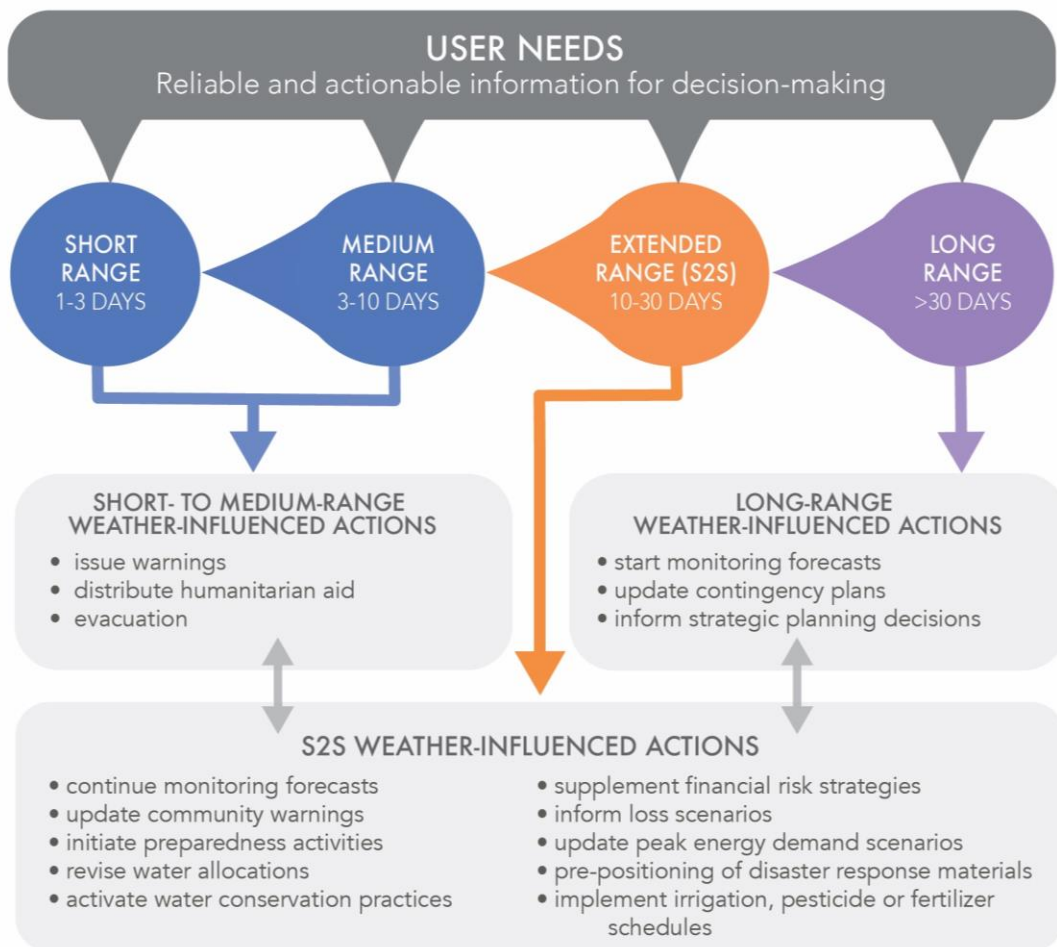 USER NEEDS
Reliable and actionable information for decision-making
SHORT
RANGE
1-3 DAYS
MEDIUM
RANGE
3-10 DAYS
EXTENDED
RANGE (S2S)
10-30 DAYS
LONG
RANGE
>30 DAYS
SHORT- TO MEDIUM-RANGE
WEATHER-INFLUENCED ACTIONS
• issue warnings
• distribute humanitarian aid
• evacuation
LONG-RANGE
WEATHER-INFLUENCED ACTIONS
• start monitoring forecasts
• update contingency plans
• inform strategic planning decisions
S2S WEATHER-INFLUENCED ACTIONS
• continue monitoring forecasts
• update community warnings
• initiate preparedness activities
• revise water allocations
• activate water conservation practices
• supplement financial risk strategies
• inform loss scenarios
• update peak energy demand scenarios
• pre-positioning of disaster response materials
• implement irrigation, pesticide or fertilizer
schedules